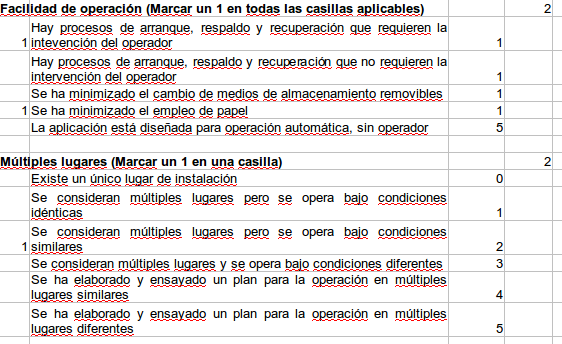 Facilidad de operación (Marcar un 1 en todas las casillas aplicables) 2
Hay procesos de arranque, respaldo y recuperación que requieren la
1 intevención del operador 1
Hay procesos de arranque, respaldo y recuperación que no requieren la
intervención del operador 1
Se ha minimizado el cambio de medios de almacenamiento removibles 1
1 Se ha minimizado el empleo de papel 1
La aplicación está diseñada para operación automática, sin operador 5
Múltiples lugares (Marcar un 1 en una casilla) 2
Existe un único lugar de instalación 0
Se consideran múltiples lugares pero se opera bajo condiciones
idénticas 1
Se consideran múltiples lugares pero se opera bajo condiciones
1 similares 2
Se consideran múltiples lugares y se opera bajo condiciones diferentes 3
Se ha elaborado y ensayado un plan para la operación en múltiples
lugares similares 4
Se ha elaborado y ensayado un plan para la operación en múltiples
lugares diferentes 5